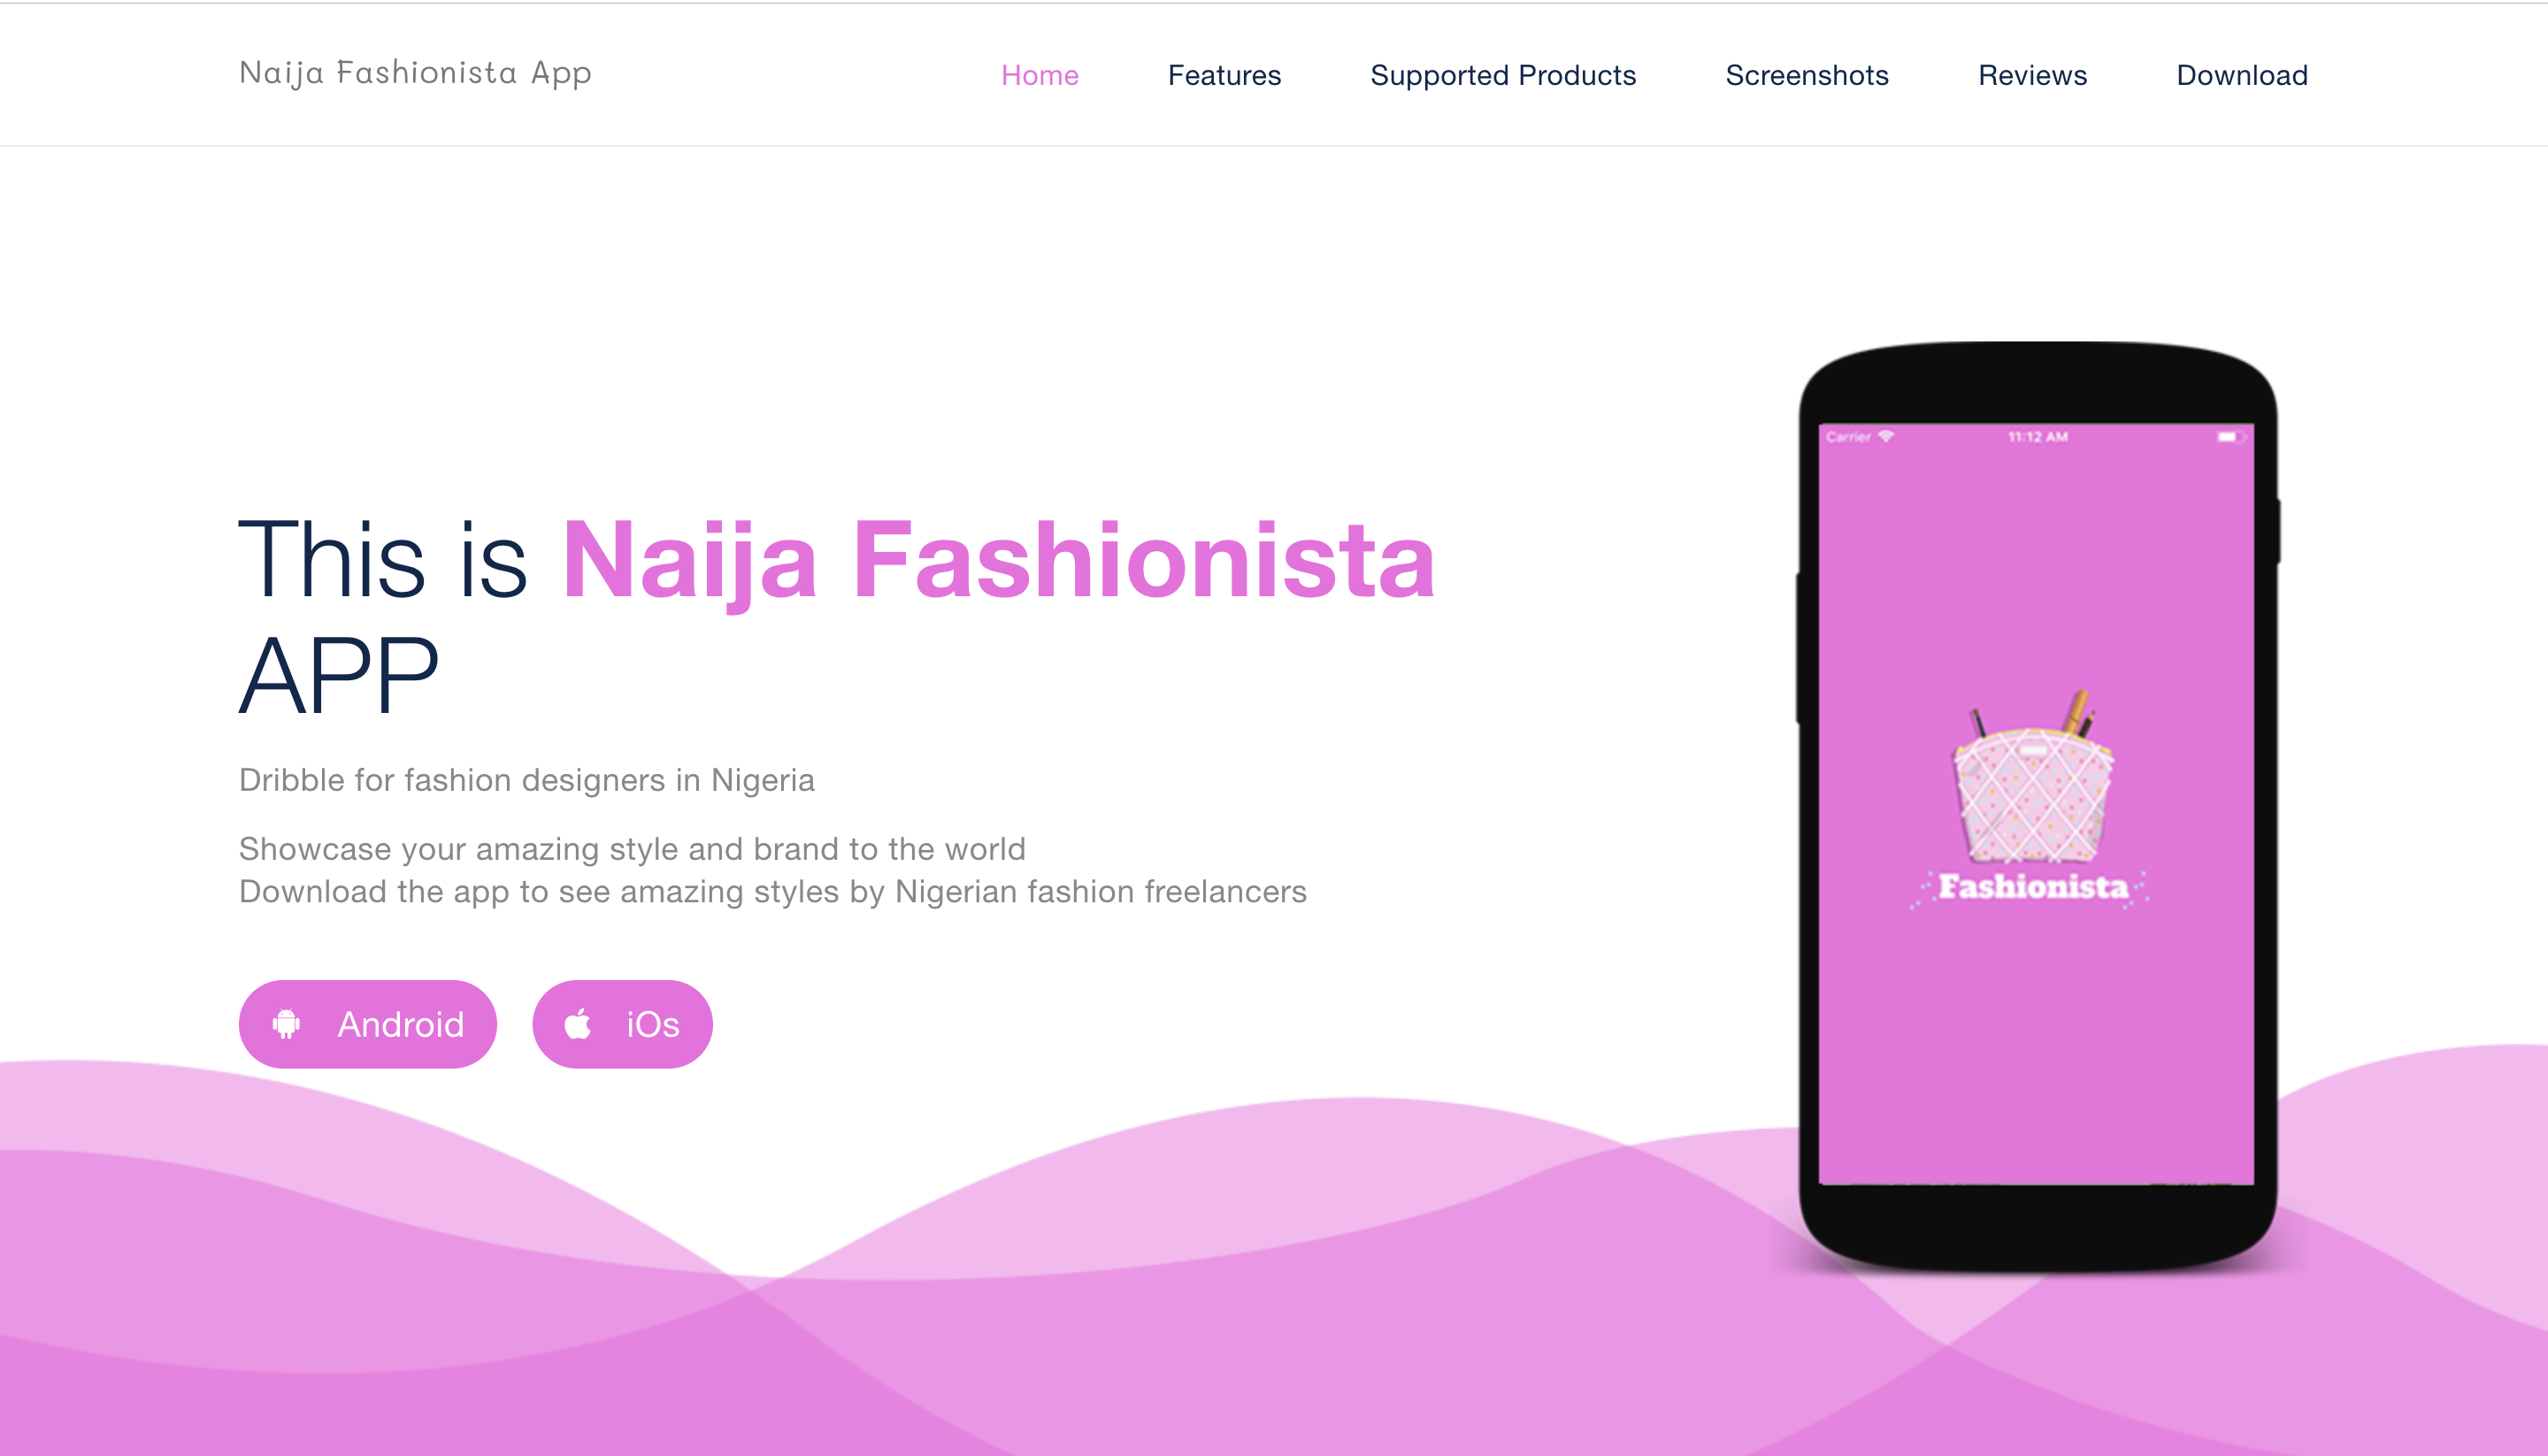 Naija Fashionista App
Home Features Supported Products Screenshots Reviews Download
Carrier 11:12 AM
This is Naija Fashionista
APP
Dribble for fashion designers in Nigeria
Showcase your amazing style and brand to the world
Download the app to see amazing styles by Nigerian fashion freelancers
Fashionista
Android iOs